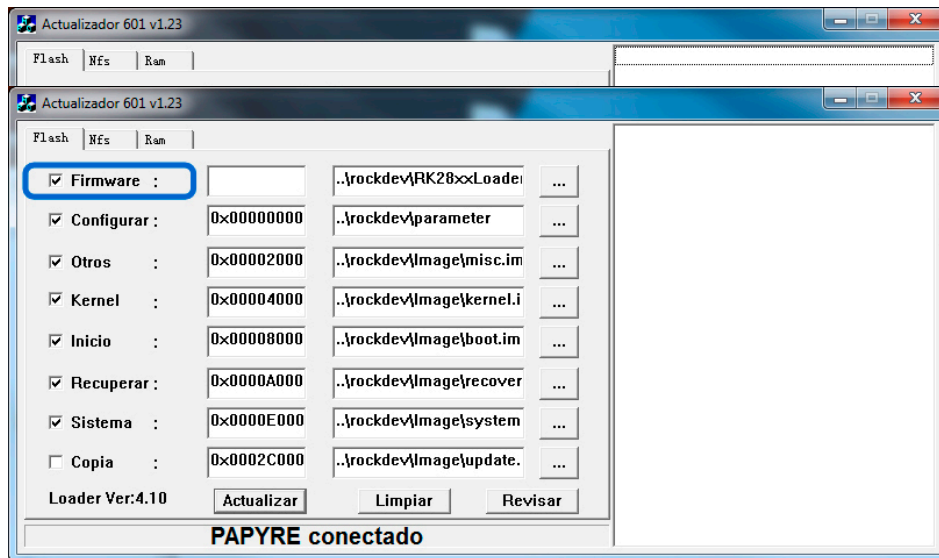 Actualizador 601 v1.23
Flash Nfs Ram
Actualizador 601 v1.23
Flash Nfs Ram
Firmware : ..\rockdev\RK28xxLoader ...
Configurar : 0x00000000 ..\rockdev\parameter ...
Otros : 0x00002000 ..\rockdev\Image\misc.im ...
Kernel : 0x00004000 ..\rockdev\Image\kernel.i ...
Inicio : 0x00008000 ..\rockdev\Image\boot.im ...
Recuperar : 0x0000A000 ..\rockdev\Image\recover ...
Sistema : 0x0000E000 ..\rockdev\Image\system ...
Copia : 0x0002C000 ..\rockdev\Image\update. ...
Loader Ver:4.10 Actualizar Limpiar Revisar
PAPYRE conectado